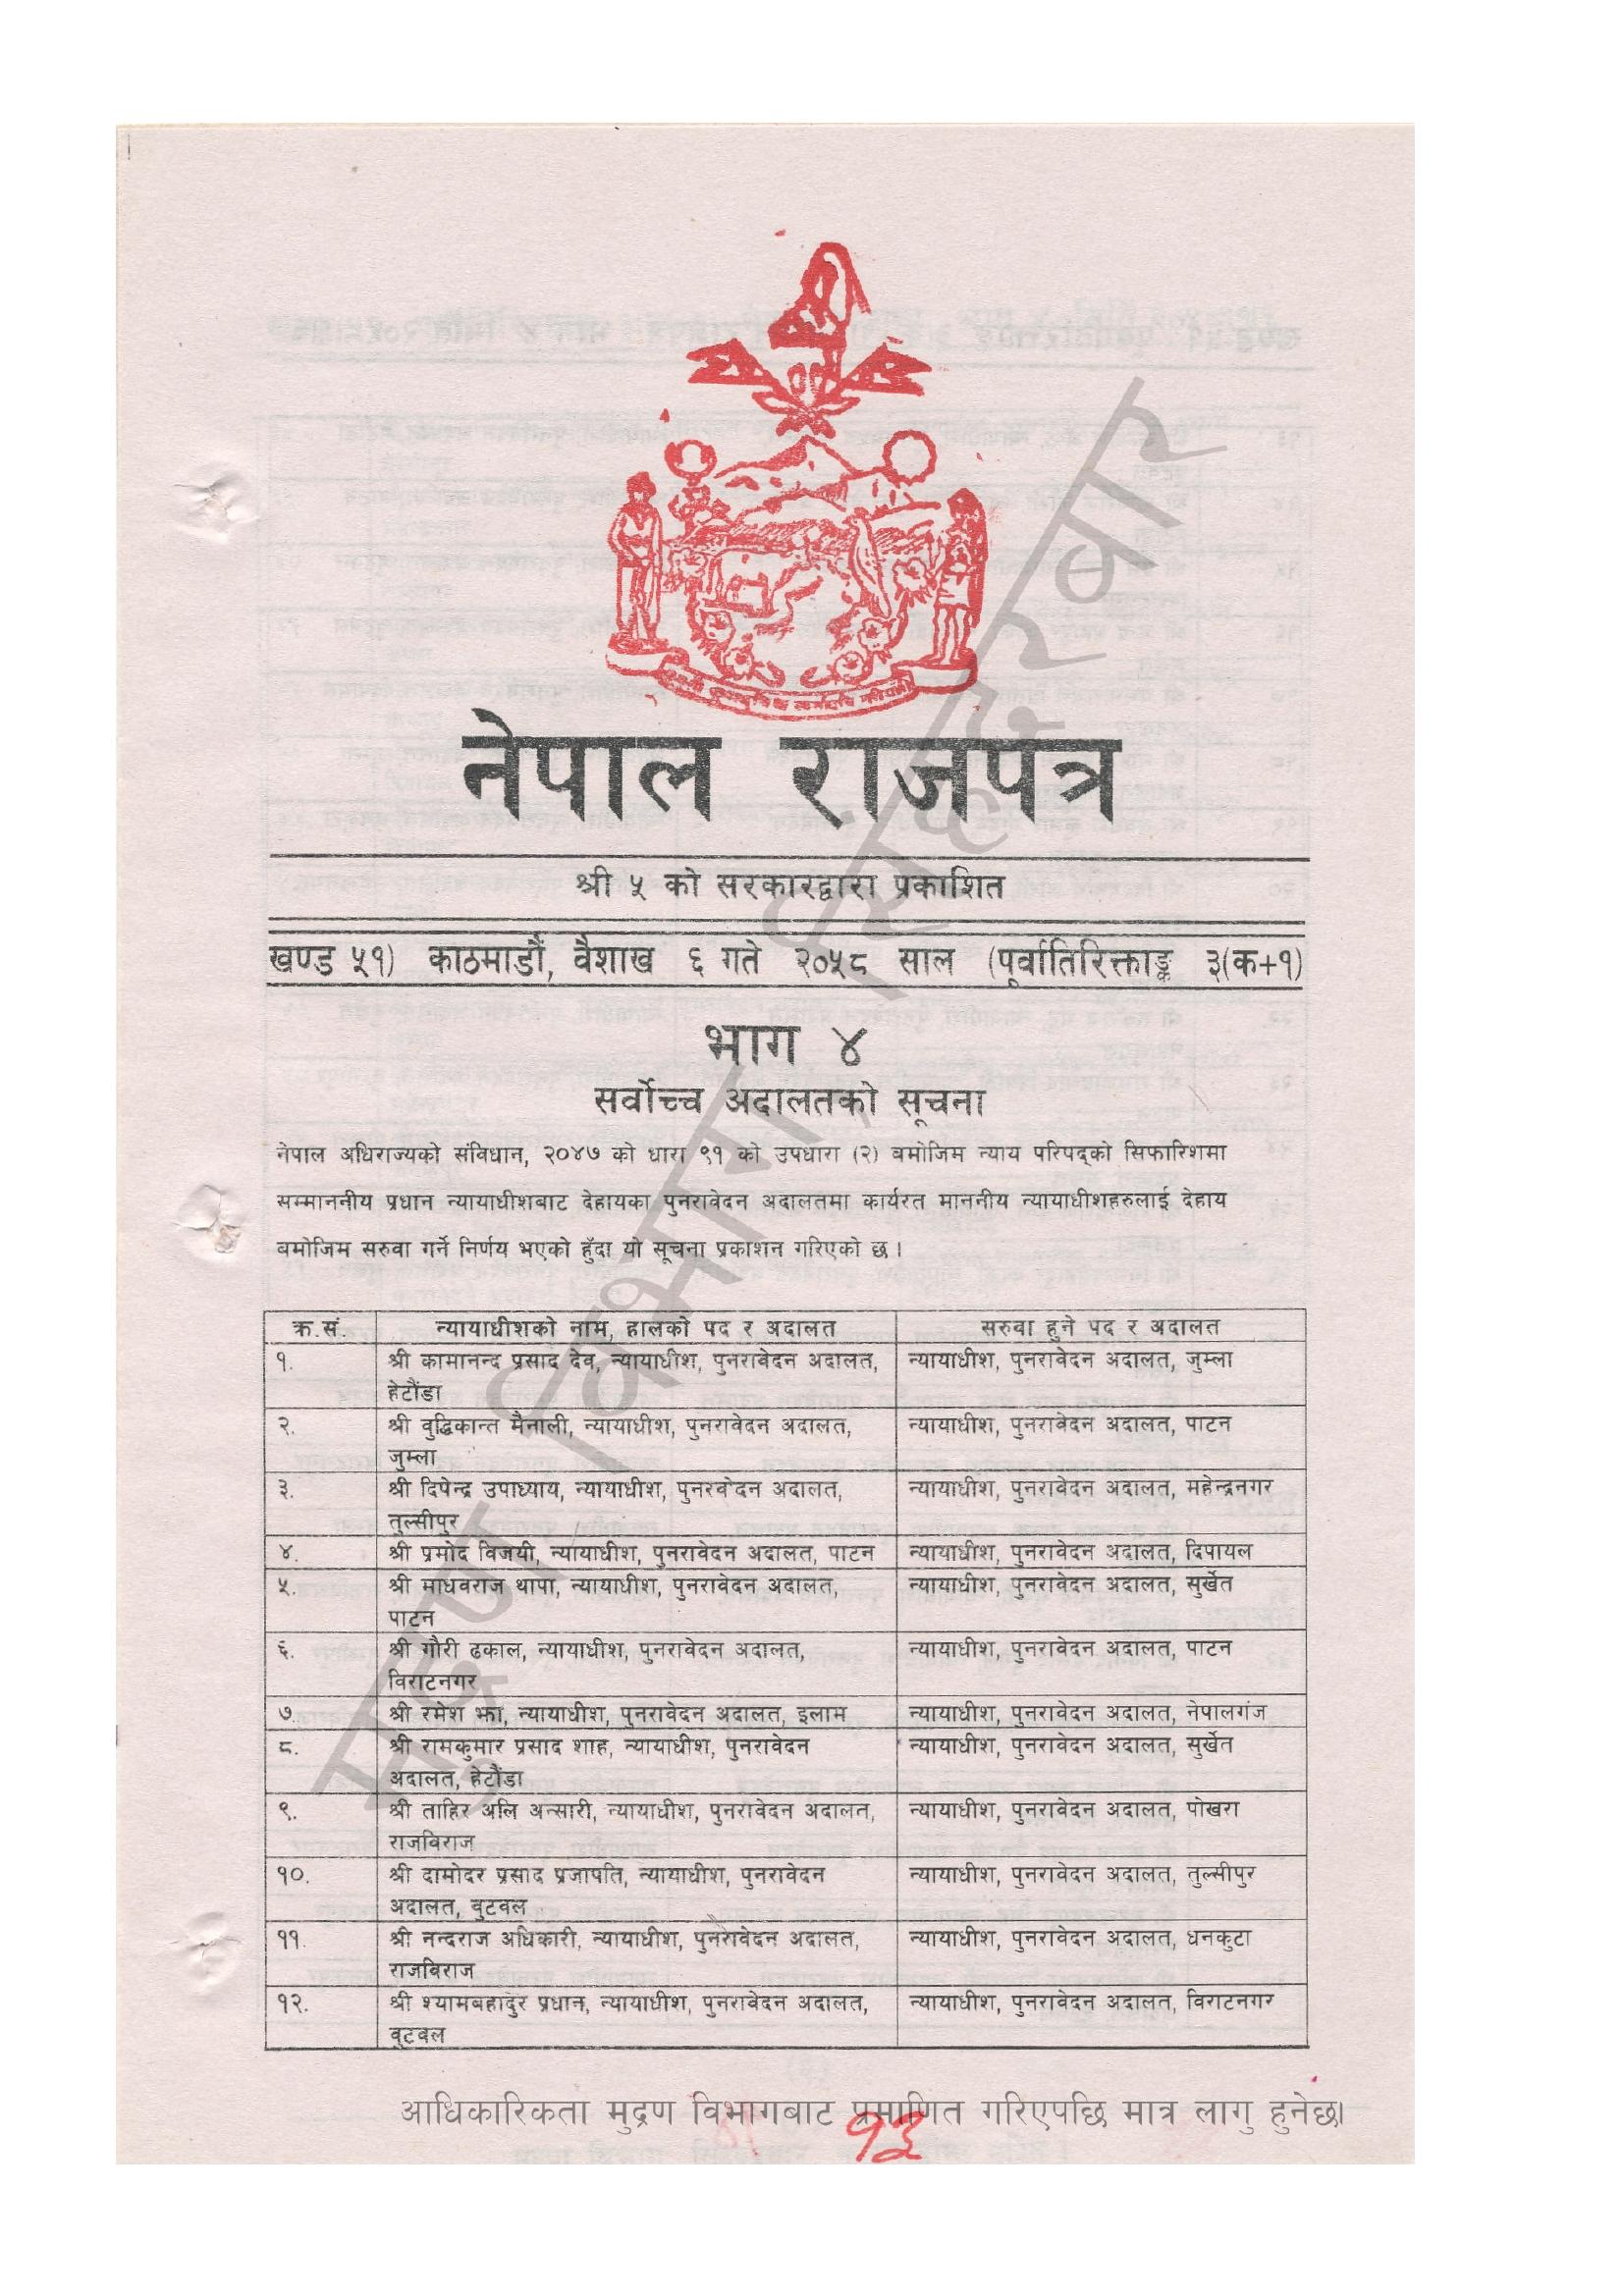 नेपाल राजपत्र
श्री ५ को सरकारद्वारा प्रकाशित
खण्ड ५१) काठमाडौं, वैशाख ६ गते २०५८ साल (पूर्वातिरिक्ताङ्क ३(क+१)
भाग ४
सर्वोच्च अदालतको सूचना
नेपाल अधिराज्यको संविधान, २०४७ को धारा ९१ को उपधारा (२) बमोजिम न्याय परिषद्को सिफारिशमा
सम्माननीय प्रधान न्यायाधीशबाट देहायका पुनरावेदन अदालतमा कार्यरत माननीय न्यायाधीशहरुलाई देहाय
बमोजिम सरुवा गर्ने निर्णय भएको हुँदा यो सूचना प्रकाशन गरिएको छ ।
क्र.सं. न्यायाधीशको नाम, हालको पद र अदालत सरुवा हुने पद र अदालत
१. श्री कामानन्द प्रसाद देव, न्यायाधीश, पुनरावेदन अदालत, न्यायाधीश, पुनरावेदन अदालत, जुम्ला
हेटौंडा
२. श्री वुद्धिकान्त मैनाली, न्यायाधीश, पुनरावेदन अदालत, न्यायाधीश, पुनरावेदन अदालत, पाटन
जुम्ला
३. श्री दिपेन्द्र उपाध्याय, न्यायाधीश, पुनरवेदन अदालत, न्यायाधीश, पुनरावेदन अदालत, महेन्द्रनगर
तुल्सीपुर
४. श्री प्रमोद विजयी, न्यायाधीश, पुनरावेदन अदालत, पाटन न्यायाधीश, पुनरावेदन अदालत, दिपायल
५. श्री माधवराज थापा, न्यायाधीश, पुनरावेदन अदालत, न्यायाधीश, पुनरावेदन अदालत, सुर्खेत
पाटन
६. श्री गौरी ढकाल, न्यायाधीश, पुनरावेदन अदालत, न्यायाधीश, पुनरावेदन अदालत, पाटन
विराटनगर
७. श्री रमेश झा, न्यायाधीश, पुनरावेदन अदालत, इलाम न्यायाधीश, पुनरावेदन अदालत, नेपालगंज
८. श्री रामकुमार प्रसाद शाह, न्यायाधीश, पुनरावेदन न्यायाधीश, पुनरावेदन अदालत, सुर्खेत
अदालत, हेटौंडा
९. श्री ताहिर अलि अन्सारी, न्यायाधीश, पुनरावेदन अदालत, न्यायाधीश, पुनरावेदन अदालत, पोखरा
राजविराज
१०. श्री दामोदर प्रसाद प्रजापति, न्यायाधीश, पुनरावेदन न्यायाधीश, पुनरावेदन अदालत, तुल्सीपुर
अदालत, वुटवल
११. श्री नन्दराज अधिकारी, न्यायाधीश, पुनरावेदन अदालत, न्यायाधीश, पुनरावेदन अदालत, धनकुटा
राजविराज
१२. श्री श्यामबहादुर प्रधान, न्यायाधीश, पुनरावेदन अदालत, न्यायाधीश, पुनरावेदन अदालत, विराटनगर
वुटवल
मुद्रण विभाग, सिंहदरवार
आधिकारिकता मुद्रण विभागबाट प्रमाणित गरिएपछि मात्र लागु हुनेछ।
१३